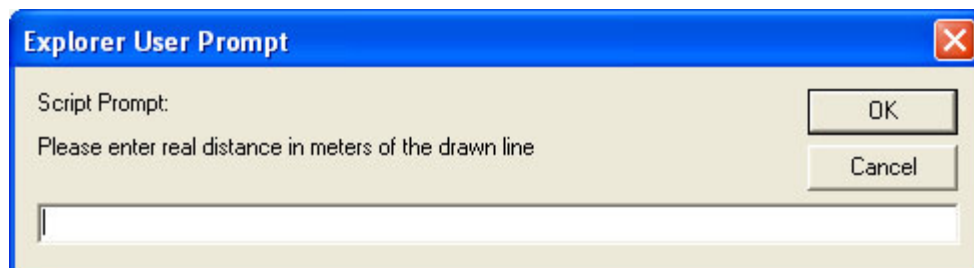 Explorer User Prompt
Script Prompt:
OK
Please enter real distance in meters of the drawn line
Cancel